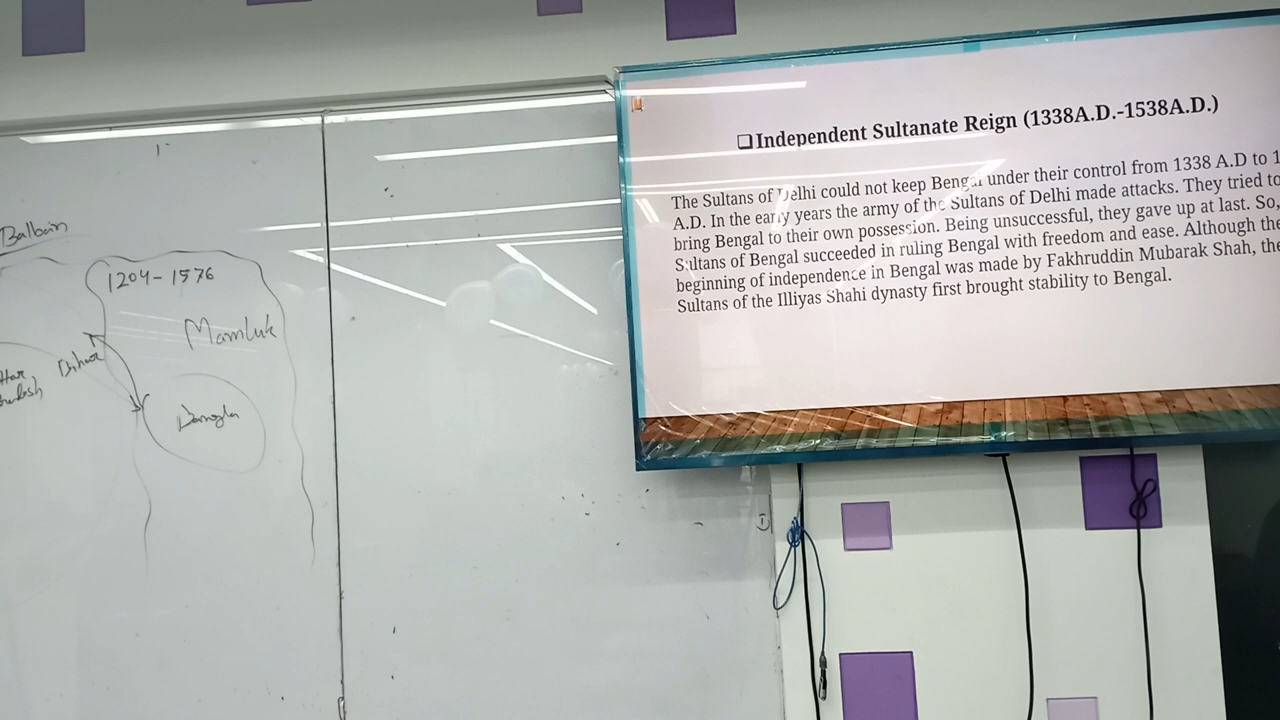 Balbain
1204-1576
Mamluk
Bihar
Bangla
❑ Independent Sultanate Reign (1338A.D.-1538A.D.)
The Sultans of Delhi could not keep Bengal under their control from 1338 A.D to 1
A.D. In the early years the army of the Sultans of Delhi made attacks. They tried to
bring Bengal to their own possession. Being unsuccessful, they gave up at last. So,
Sultans of Bengal succeeded in ruling Bengal with freedom and ease. Although the
beginning of independence in Bengal was made by Fakhruddin Mubarak Shah, the
Sultans of the Illiyas Shahi dynasty first brought stability to Bengal.